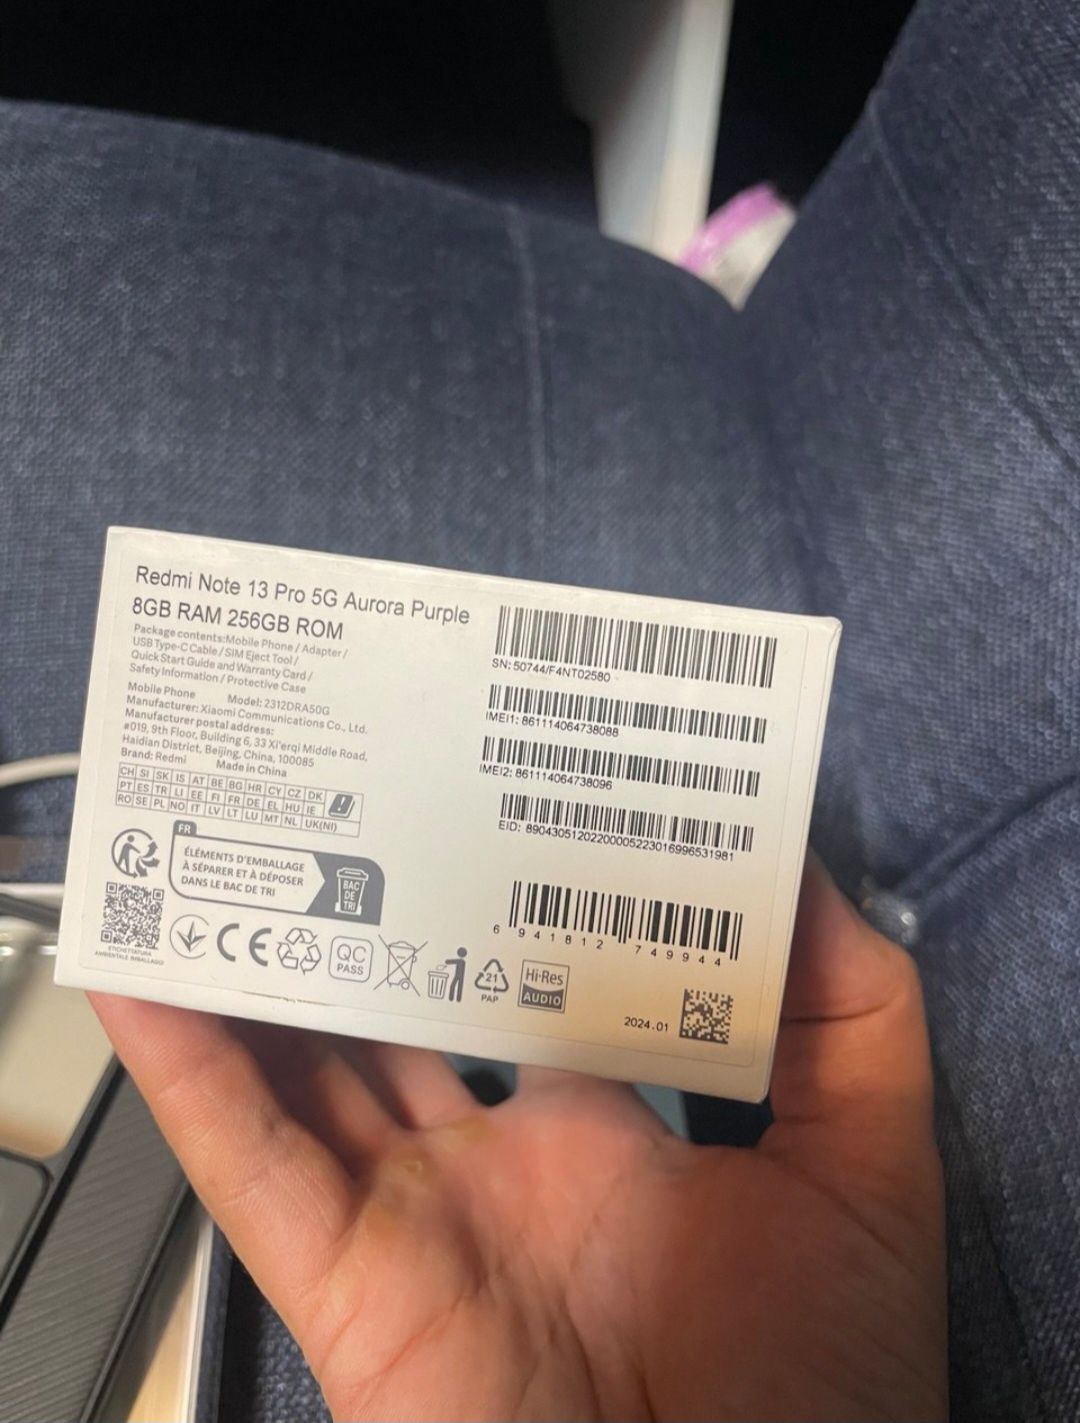 Redmi Note 13 Pro 5G Aurora Purple
8GB RAM 256GB ROM
Package contents:Mobile Phone / Adapter /
USB Type-C Cable / SIM Eject Tool /
Quick Start Guide and Warranty Card /
Safety Information / Protective Case
Mobile Phone Model: 2312DRA50G
Manufacturer: Xiaomi Communications Co., Ltd.
Manufacturer postal address:
#019, 9th Floor, Building 6, 33 Xi'erqi Middle Road,
Haidian District, Beijing, China, 100085
Brand: Redmi Made in China
CH SI SK IS AT BE BG HR CY CZ DK
PT ES TR LI EE FI FR DE EL HU IE
RO SE PL NO IT LV LT LU MT NL UK(NI)
FR
ÉLÉMENTS D'EMBALLAGE
À SÉPARER ET À DÉPOSER
DANS LE BAC DE TRI
BAC
DE
TRI
ETICHETTATURA
AMBIENTALE IMBALLAGGI
CE
QC
PASS
21
PAP
Hi-Res
AUDIO
SN: 50744/F4NT02580
IMEI1: 861114064738088
IMEI2: 861114064738096
EID: 89043051202200005223016996531981
6 941812 749944
2024.01